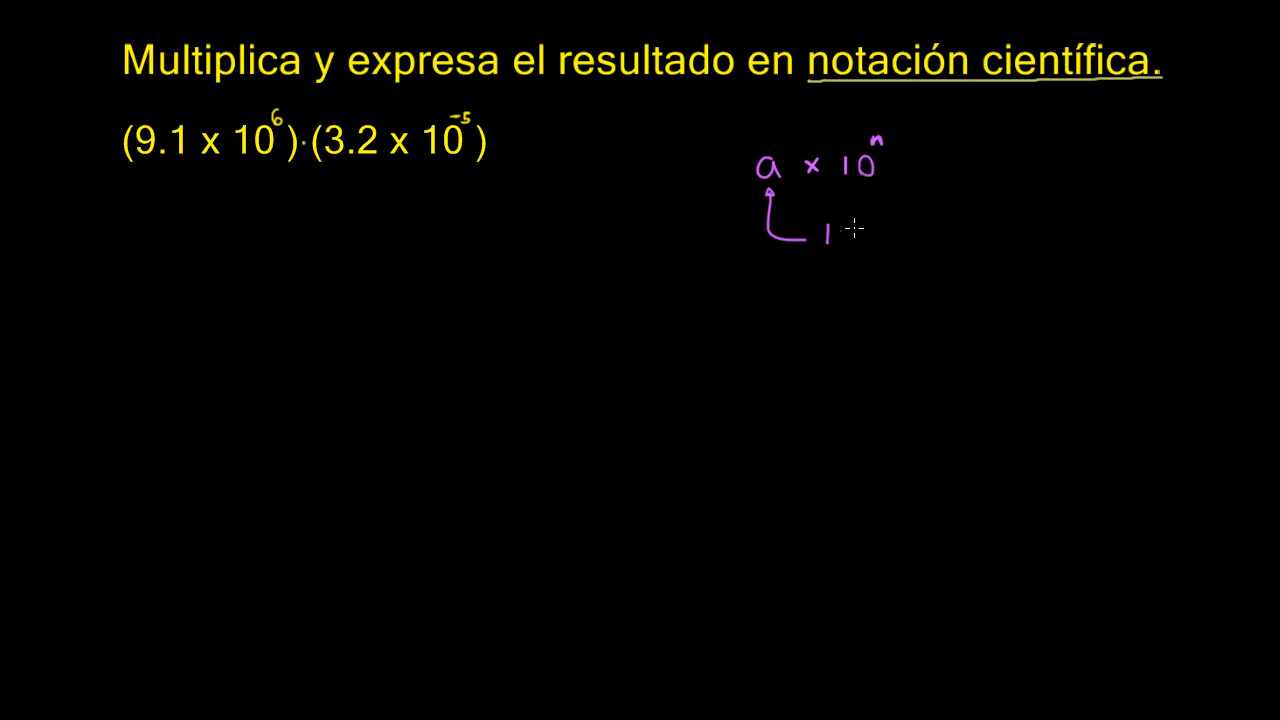 Multiplica y expresa el resultado en notación científica.
(9.1 x 10⁶)·(3.2 x 10⁻⁵)
a × 10ⁿ
1